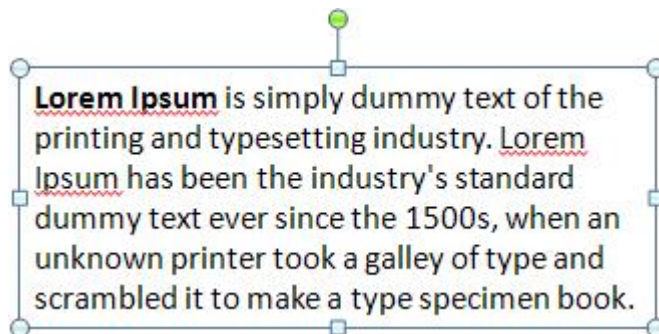 Lorem Ipsum is simply dummy text of the
printing and typesetting industry. Lorem
Ipsum has been the industry's standard
dummy text ever since the 1500s, when an
unknown printer took a galley of type and
scrambled it to make a type specimen book.